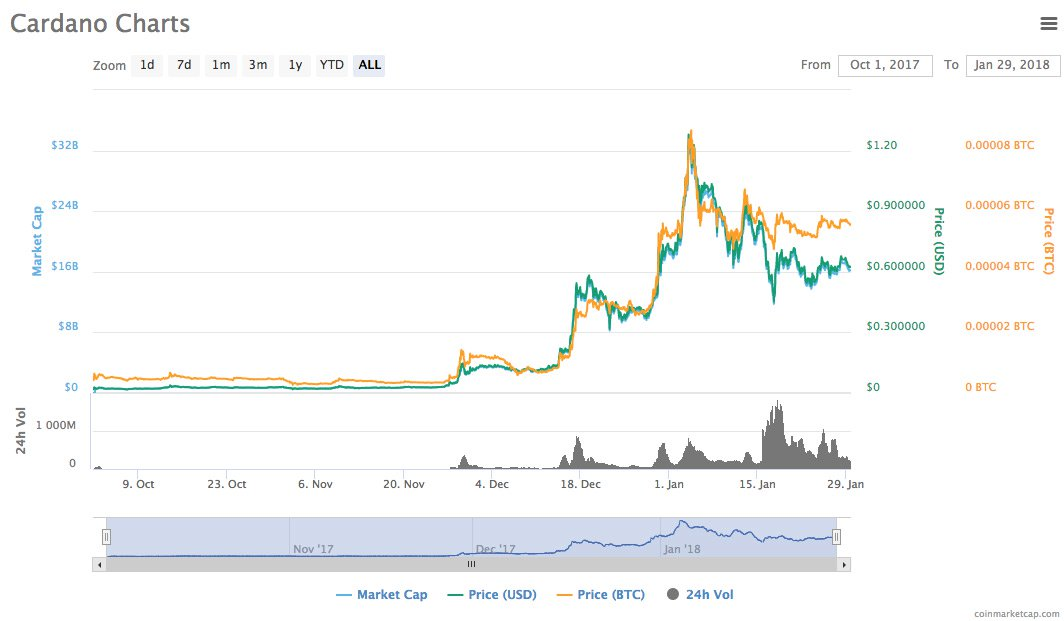 Cardano Charts
Zoom 1d 7d 1m 3m 1y YTD ALL
From Oct 1, 2017 To Jan 29, 2018
$32B $1.20 0.00008 BTC
$24B $0.900000 0.00006 BTC
Market Cap
Price (USD)
Price (BTC)
$16B $0.600000 0.00004 BTC
$8B $0.300000 0.00002 BTC
$0 $0 0 BTC
24h Vol
1 000M
0
9. Oct 23. Oct 6. Nov 20. Nov 4. Dec 18. Dec 1. Jan 15. Jan 29. Jan
Nov '17 Dec '17 Jan '18
Market Cap Price (USD) Price (BTC) 24h Vol
coinmarketcap.com